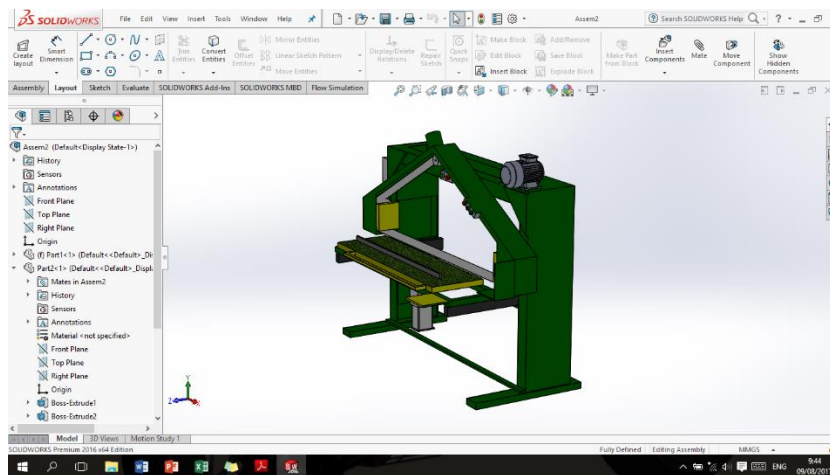 SOLIDWORKS File Edit View Insert Tools Window Help Assem2 Search SOLIDWORKS Help
Create layout
Smart Dimension
Trim Entities
Convert Entities
Offset Entities
Mirror Entities
Linear Sketch Pattern
Move Entities
Display/Delete Relations
Repair Sketch
Quick Snaps
Make Block
Edit Block
Insert Block
Add/Remove
Save Block
Explode Block
Make Part from Block
Insert Components
Mate
Move Component
Show Hidden Components
Assembly Layout Sketch Evaluate SOLIDWORKS Add-Ins SOLIDWORKS MBD Flow Simulation
Assem2 (Default<Display State-1>)
History
Sensors
Annotations
Front Plane
Top Plane
Right Plane
Origin
(f) Part1<1> (Default<<Default>_Di
Part2<1> (Default<<Default>_Displ
Mates in Assem2
History
Sensors
Annotations
Material <not specified>
Front Plane
Top Plane
Right Plane
Origin
Boss-Extrude1
Boss-Extrude2
Y
Z
Model 3D Views Motion Study 1
SOLIDWORKS Premium 2016 x64 Edition Fully Defined Editing Assembly MMGS
ENG 9:44
09/08/201